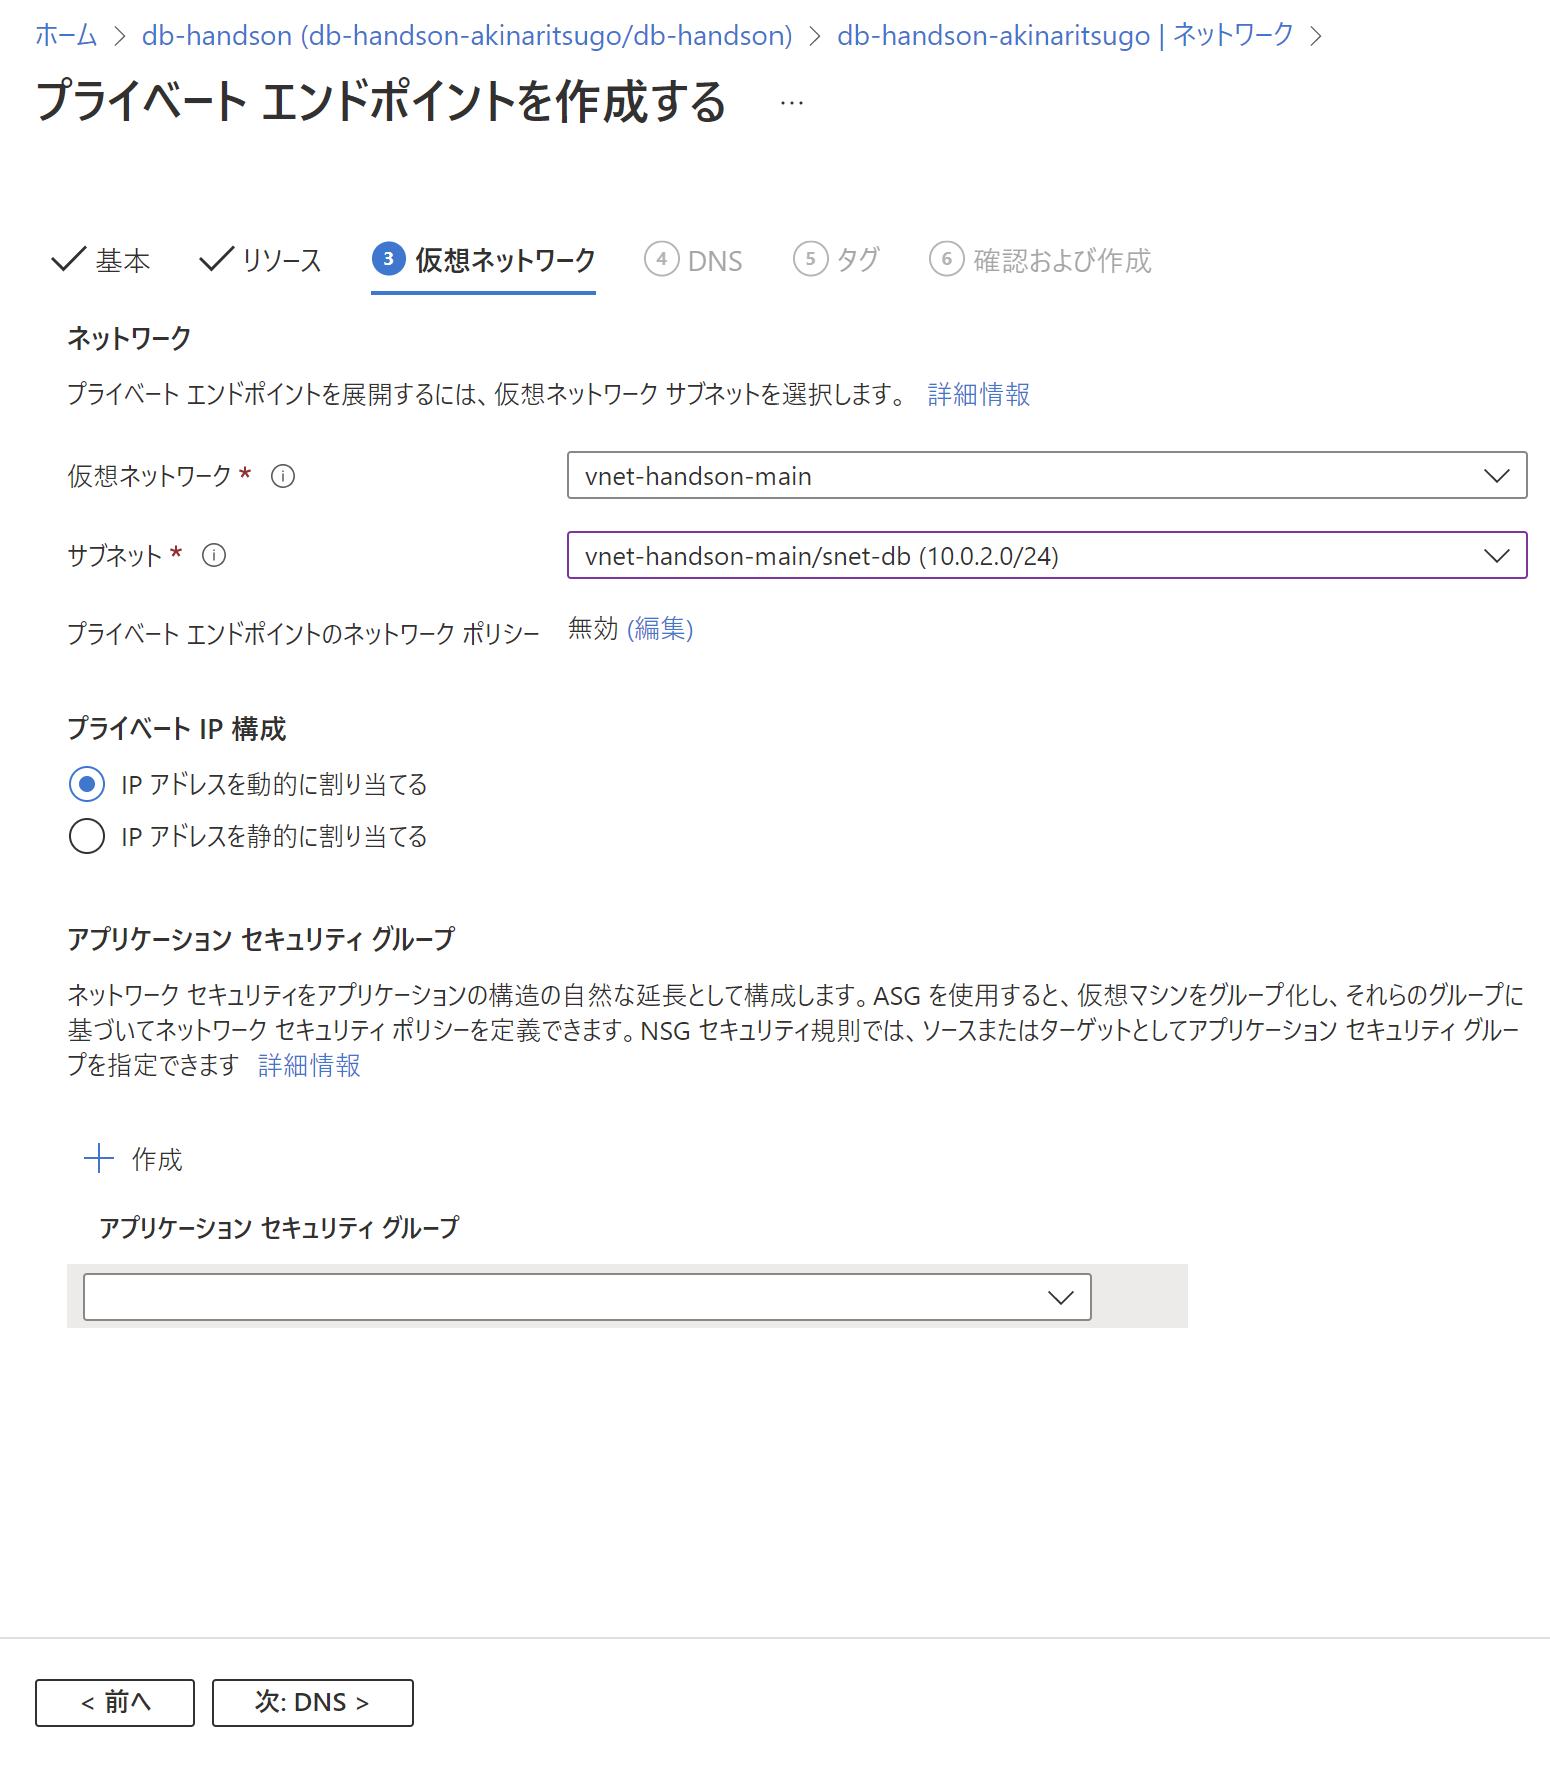 ホーム > db-handson (db-handson-akinaritsugo/db-handson) > db-handson-akinaritsugo | ネットワーク >
プライベート エンドポイントを作成する ...
基本 リソース 3 仮想ネットワーク 4 DNS 5 タグ 6 確認および作成
ネットワーク
プライベート エンドポイントを展開するには、仮想ネットワーク サブネットを選択します。 詳細情報
仮想ネットワーク * vnet-handson-main
サブネット * vnet-handson-main/snet-db (10.0.2.0/24)
プライベート エンドポイントのネットワーク ポリシー 無効 (編集)
プライベート IP 構成
IP アドレスを動的に割り当てる
IP アドレスを静的に割り当てる
アプリケーション セキュリティ グループ
ネットワーク セキュリティをアプリケーションの構造の自然な延長として構成します。ASG を使用すると、仮想マシンをグループ化し、それらのグループに
基づいてネットワーク セキュリティ ポリシーを定義できます。NSG セキュリティ規則では、ソースまたはターゲットとしてアプリケーション セキュリティ グルー
プを指定できます 詳細情報
+ 作成
アプリケーション セキュリティ グループ
< 前へ 次: DNS >